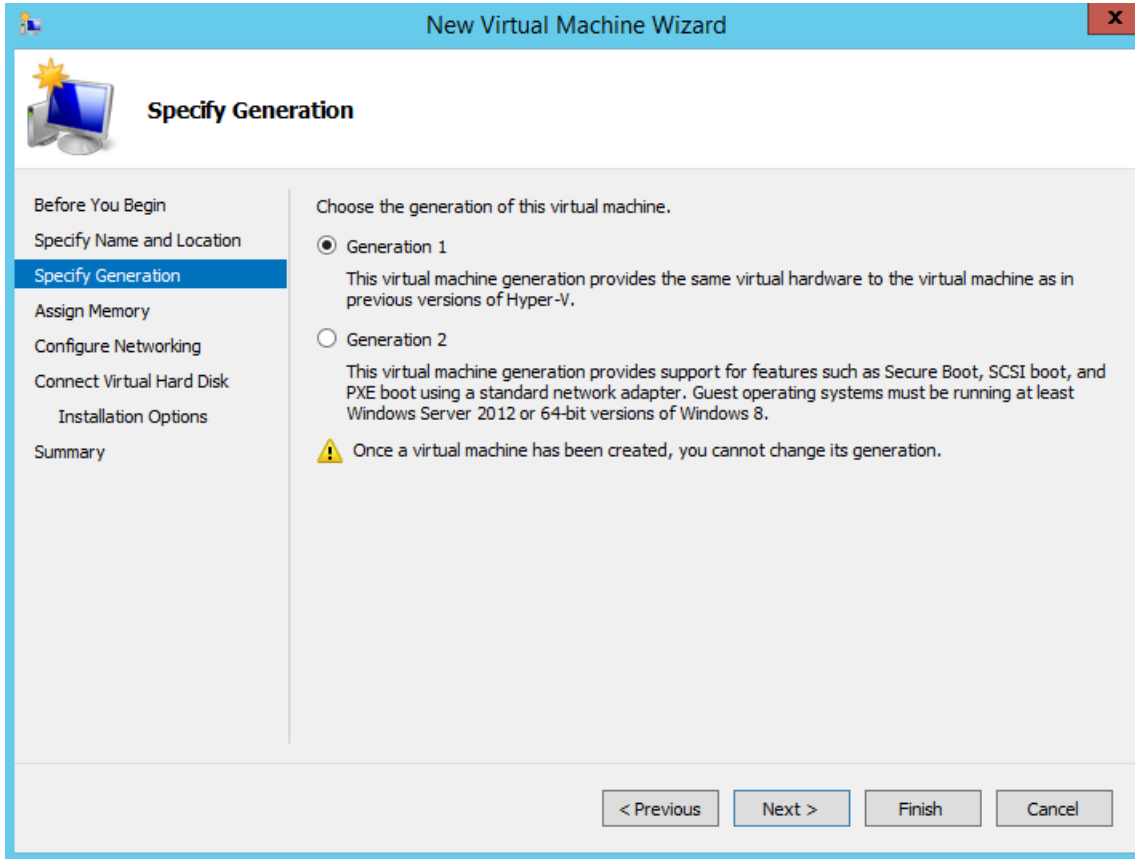 New Virtual Machine Wizard
x
Specify Generation
Before You Begin
Specify Name and Location
Specify Generation
Assign Memory
Configure Networking
Connect Virtual Hard Disk
Installation Options
Summary
Choose the generation of this virtual machine.
Generation 1
This virtual machine generation provides the same virtual hardware to the virtual machine as in
previous versions of Hyper-V.
Generation 2
This virtual machine generation provides support for features such as Secure Boot, SCSI boot, and
PXE boot using a standard network adapter. Guest operating systems must be running at least
Windows Server 2012 or 64-bit versions of Windows 8.
Once a virtual machine has been created, you cannot change its generation.
< Previous
Next >
Finish
Cancel